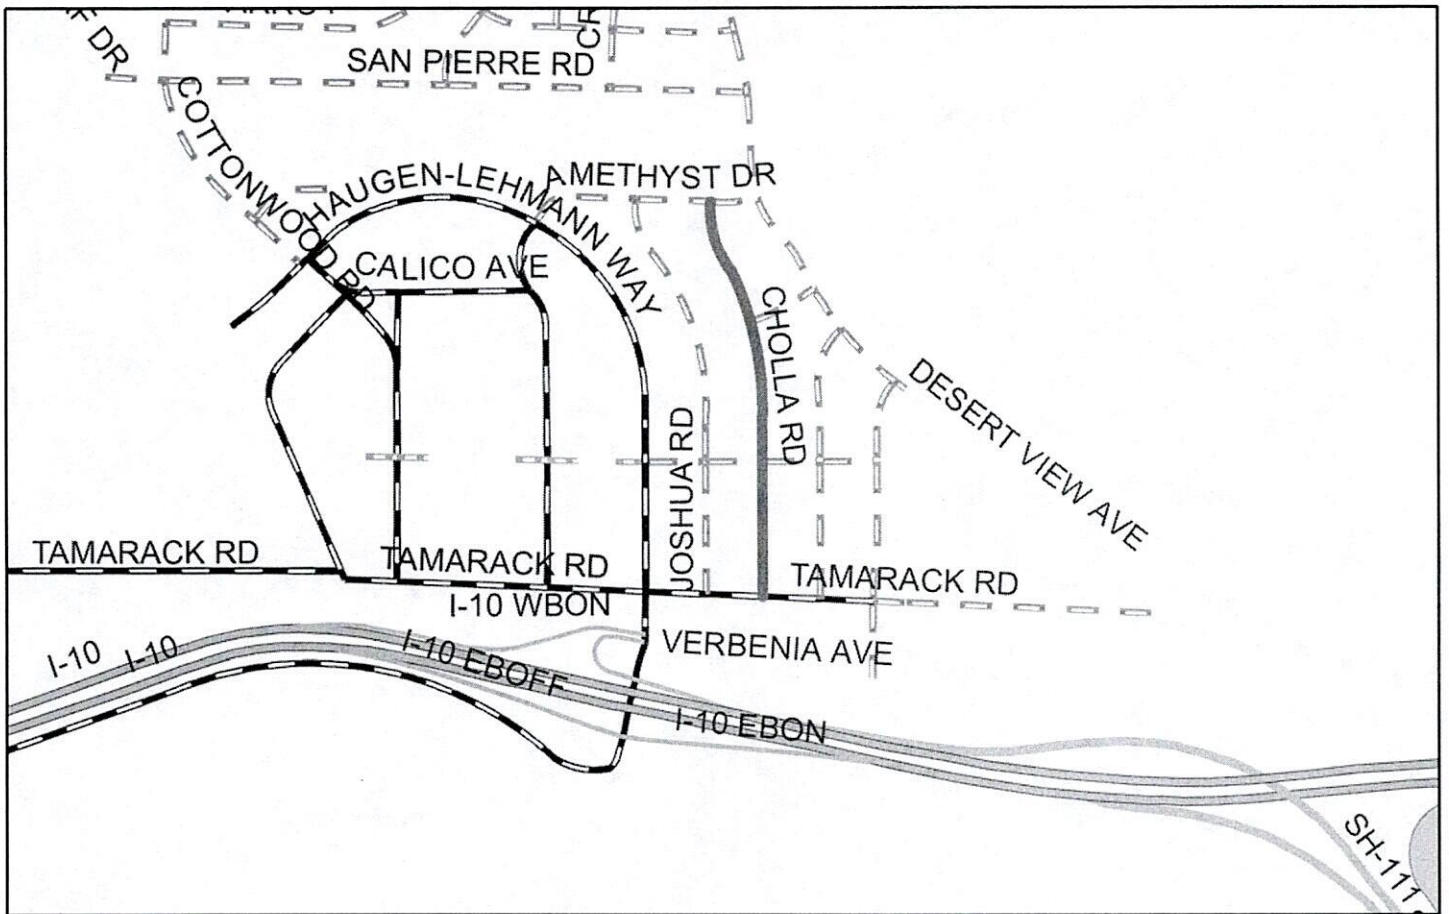 F DR
SAN PIERRE RD
COTTONWOOD RD
HAUGEN-LEHMANN WAY
AMETHYST DR
CALICO AVE
CHOLLA RD
DESERT VIEW AVE
JOSHUA RD
TAMARACK RD
TAMARACK RD
TAMARACK RD
I-10 WBON
VERBENIA AVE
I-10
I-10
I-10 EBOFF
I-10 EBON
SH-111